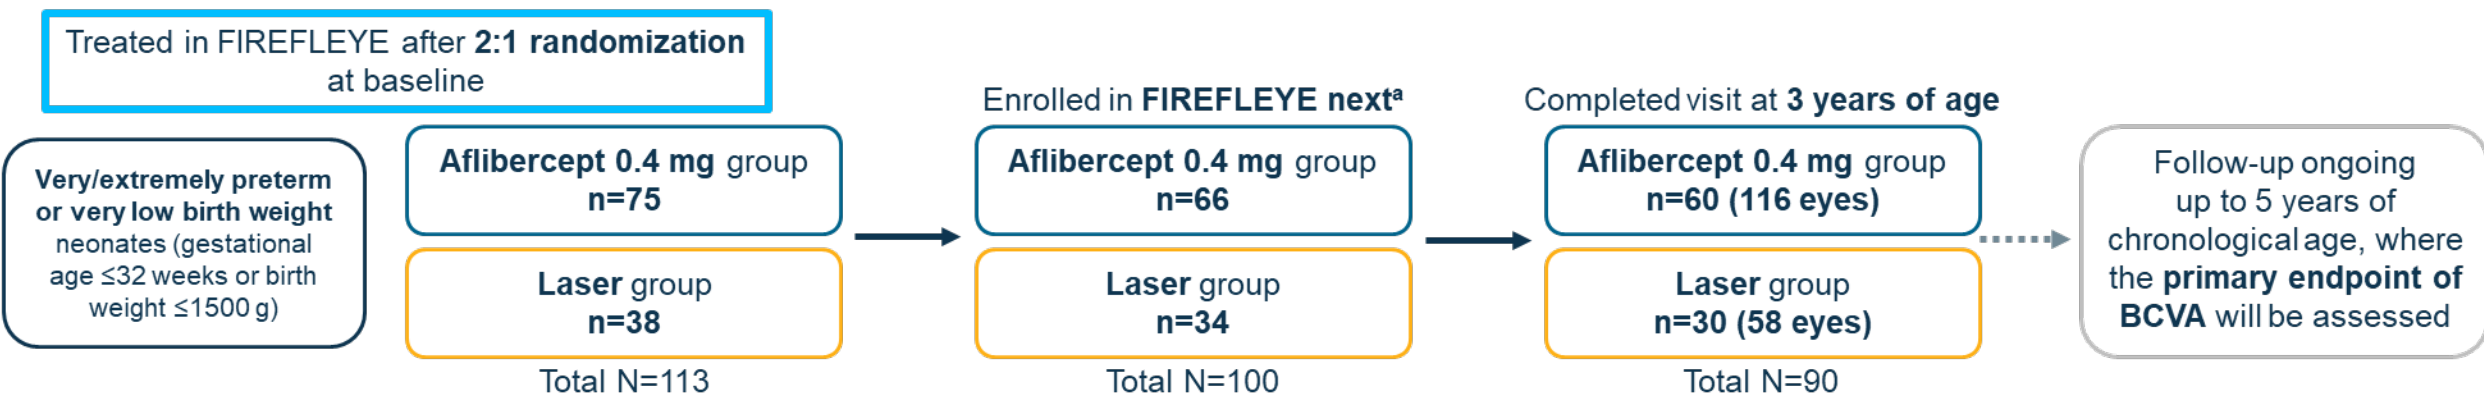 Treated in FIREFLEYE after 2:1 randomization
at baseline
Very/extremely preterm
or very low birth weight
neonates (gestational
age ≤32 weeks or birth
weight ≤1500 g)
Aflibercept 0.4 mg group
n=75
Laser group
n=38
Total N=113
Enrolled in FIREFLEYE nextᵃ
Aflibercept 0.4 mg group
n=66
Laser group
n=34
Total N=100
Completed visit at 3 years of age
Aflibercept 0.4 mg group
n=60 (116 eyes)
Laser group
n=30 (58 eyes)
Total N=90
Follow-up ongoing
up to 5 years of
chronological age, where
the primary endpoint of
BCVA will be assessed